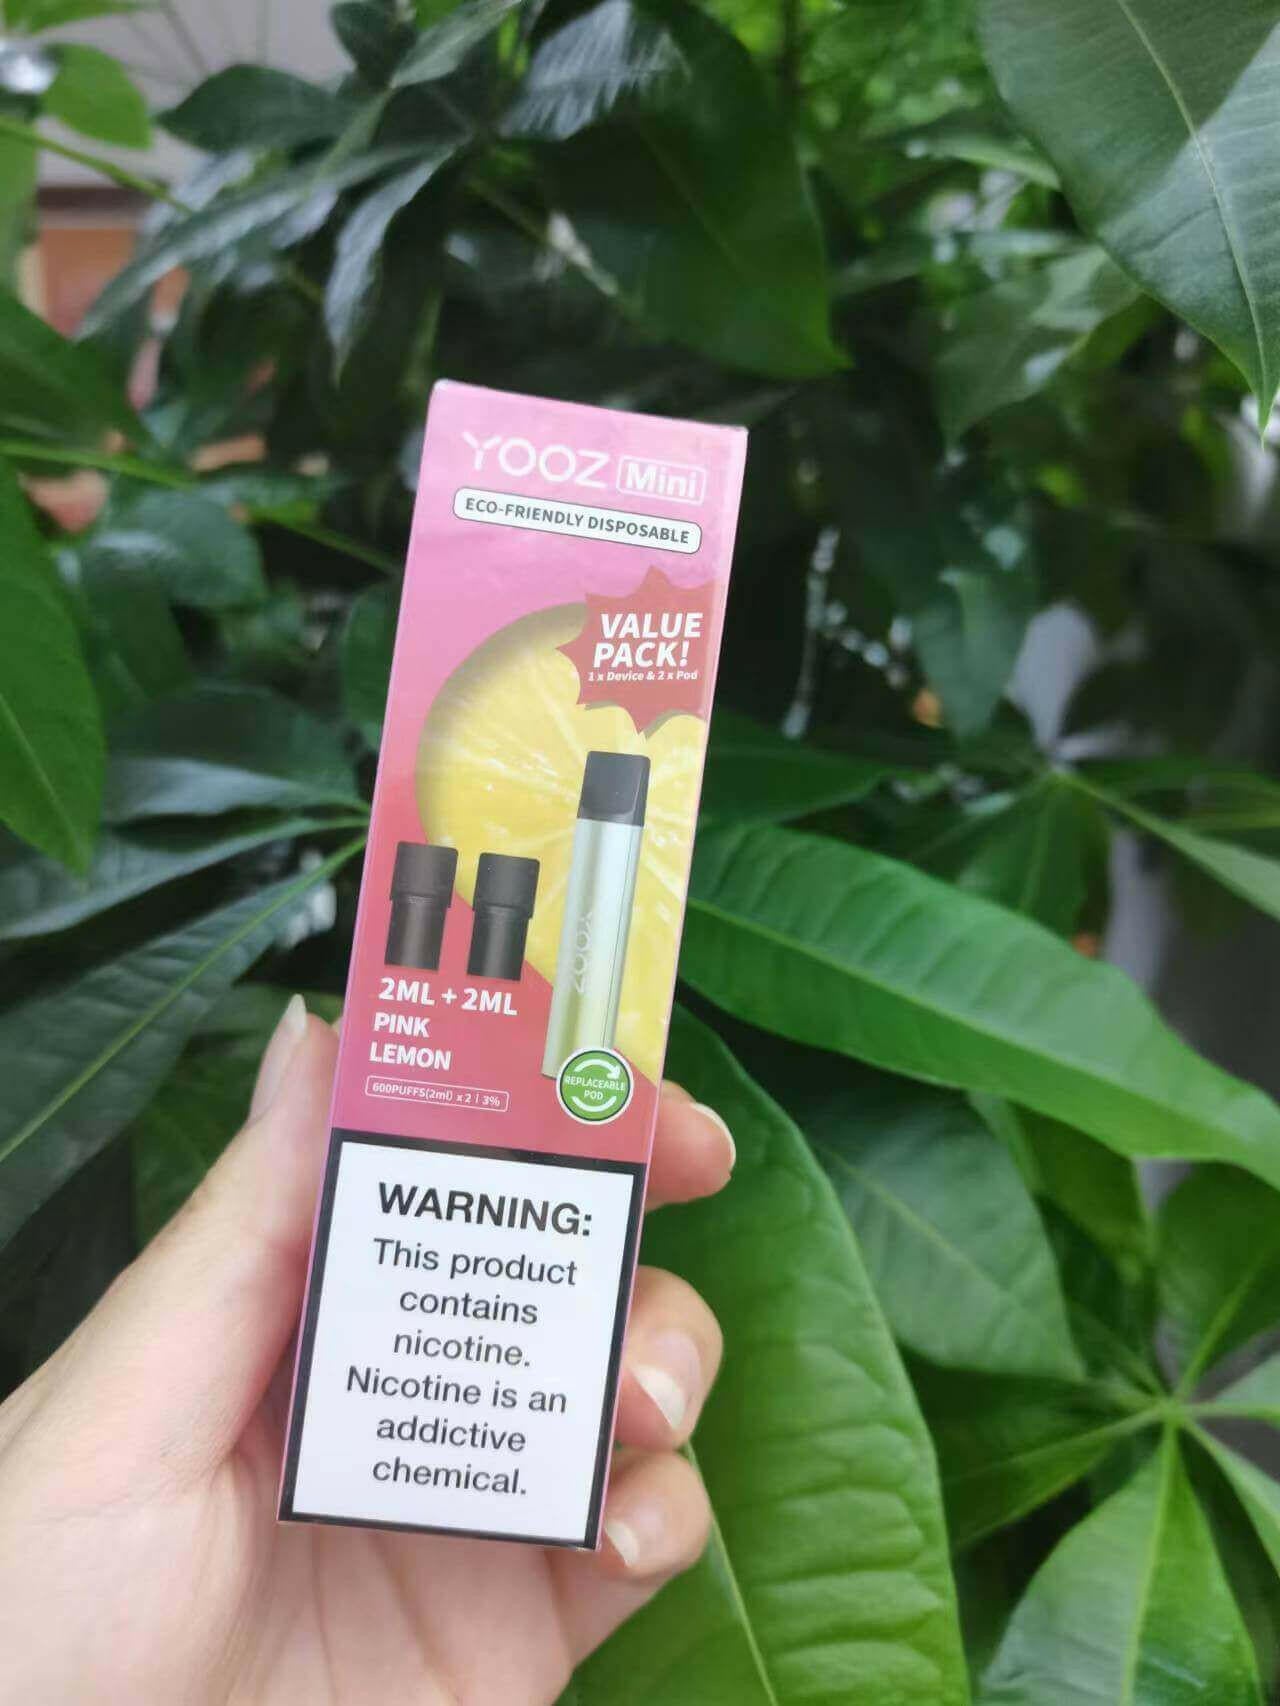 YOOZ Mini
ECO-FRIENDLY DISPOSABLE
VALUE
PACK!
1 x Device & 2 x Pod
YOOZ
2ML + 2ML
PINK
LEMON
600PUFFS(2ml) x 2 | 3%
REPLACEABLE
POD
WARNING:
This product
contains
nicotine.
Nicotine is an
addictive
chemical.